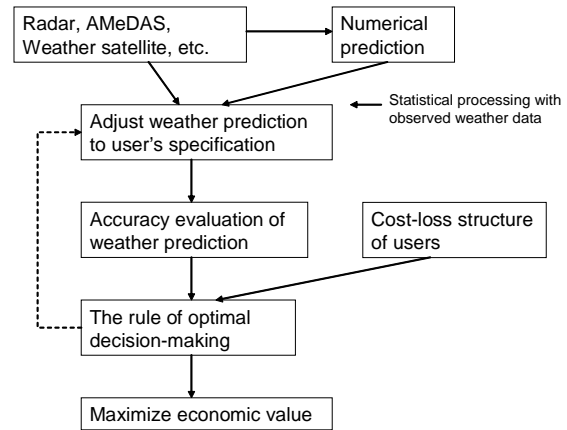 Radar, AMeDAS,
Weather satellite, etc.
Numerical
prediction
Adjust weather prediction
to user's specification
Statistical processing with
observed weather data
Accuracy evaluation of
weather prediction
Cost-loss structure
of users
The rule of optimal
decision-making
Maximize economic value